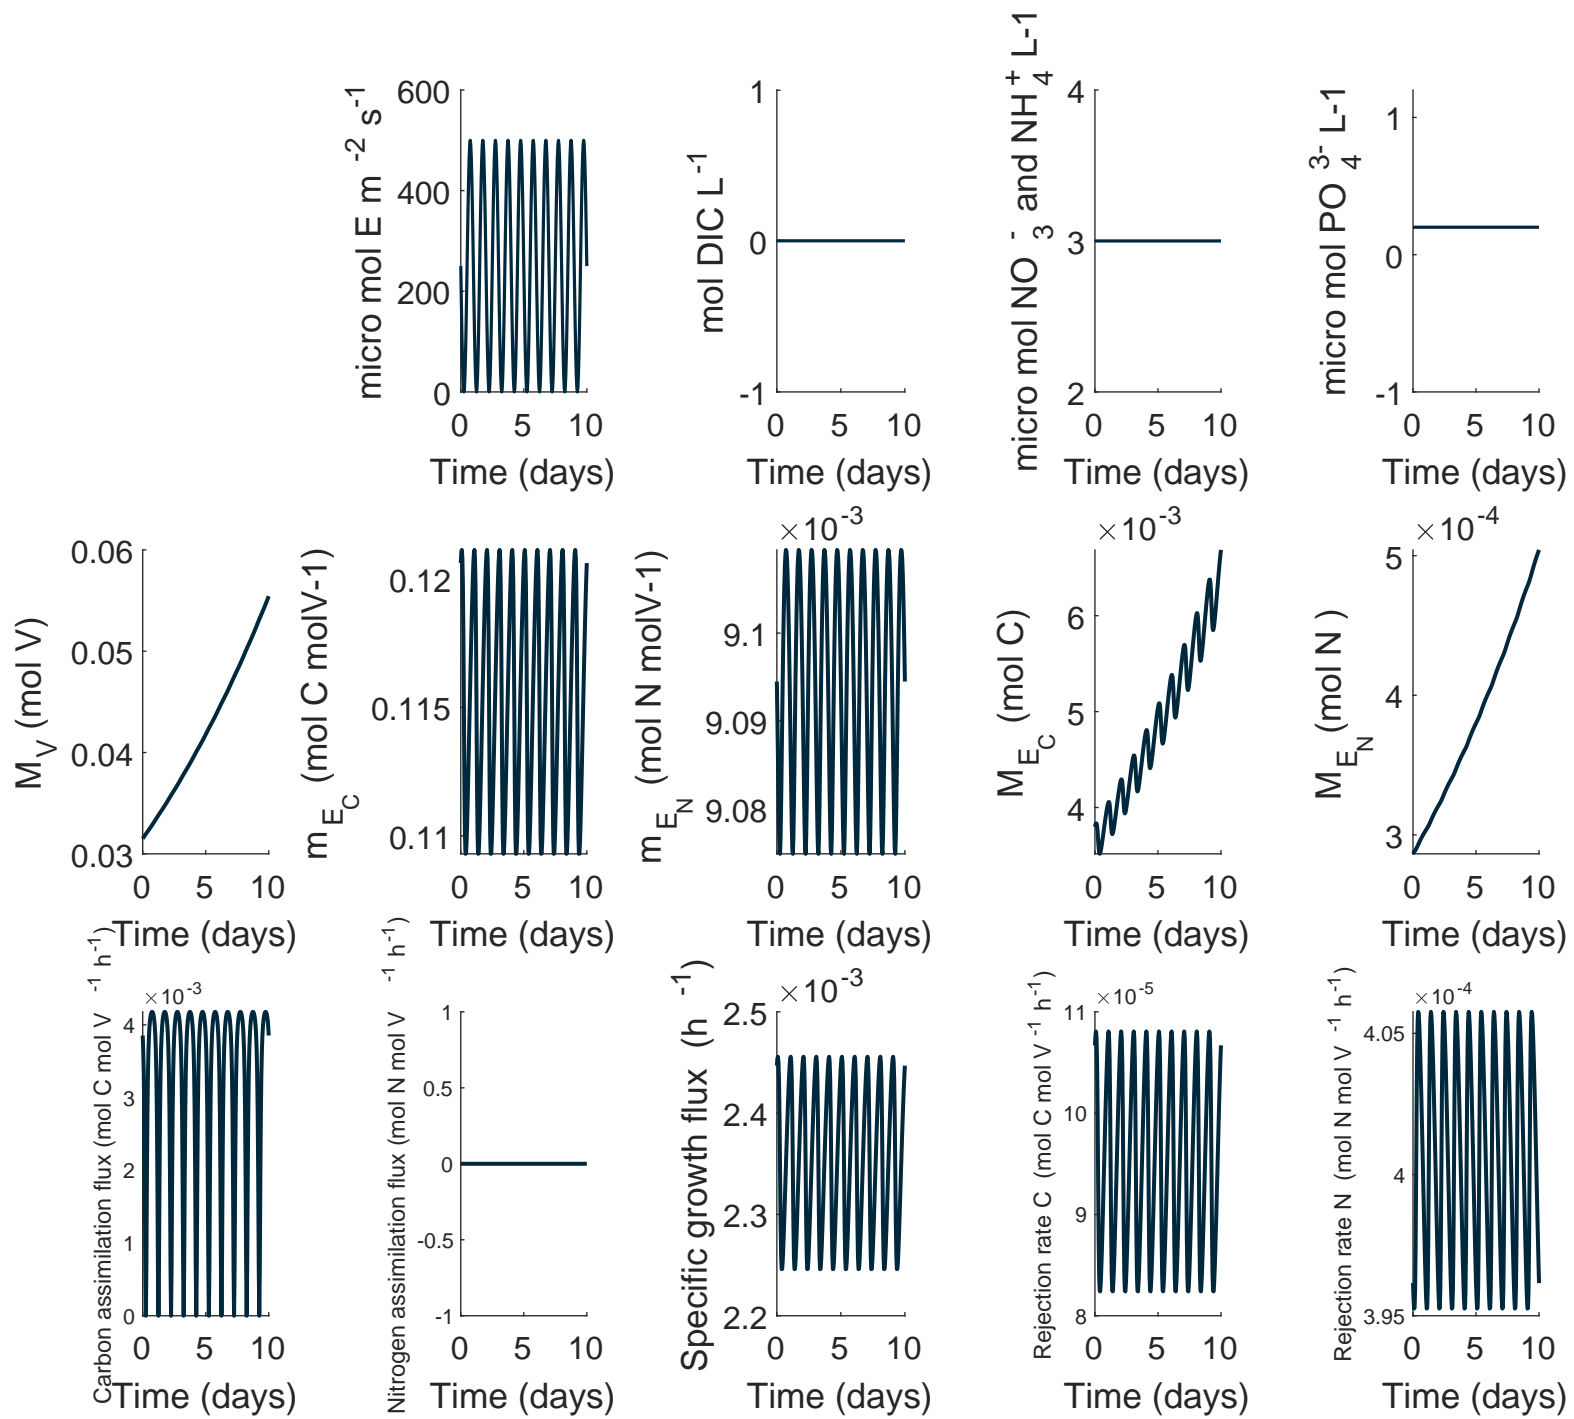 micro mol E m -2 s-1
600
400
200
0
0 5 10
Time (days)
mol DIC L-1
1
0
-1
0 5 10
Time (days)
micro mol NO3- and NH4+ L-1
4
3
2
0 5 10
Time (days)
micro mol PO43- L-1
1
0
-1
0 5 10
Time (days)
MV (mol V)
0.06
0.05
0.04
0.03
0 5 10
Time (days)
mEC (mol C molV-1)
0.12
0.115
0.11
0 5 10
Time (days)
mEN (mol N molV-1)
×10-3
9.1
9.09
9.08
0 5 10
Time (days)
MEC (mol C)
×10-3
6
5
4
0 5 10
Time (days)
MEN (mol N )
×10-4
5
4
3
0 5 10
Time (days)
Carbon assimilation flux (mol C mol V -1 h-1)
×10-3
4
3
2
1
0
0 5 10
Time (days)
Nitrogen assimilation flux (mol N mol V -1 h-1)
1
0.5
0
-0.5
-1
0 5 10
Time (days)
Specific growth flux (h -1)
×10-3
2.5
2.4
2.3
2.2
0 5 10
Time (days)
Rejection rate C (mol C mol V -1 h-1)
×10-5
11
10
9
8
0 5 10
Time (days)
Rejection rate N (mol N mol V -1 h-1)
×10-4
4.05
4
3.95
0 5 10
Time (days)